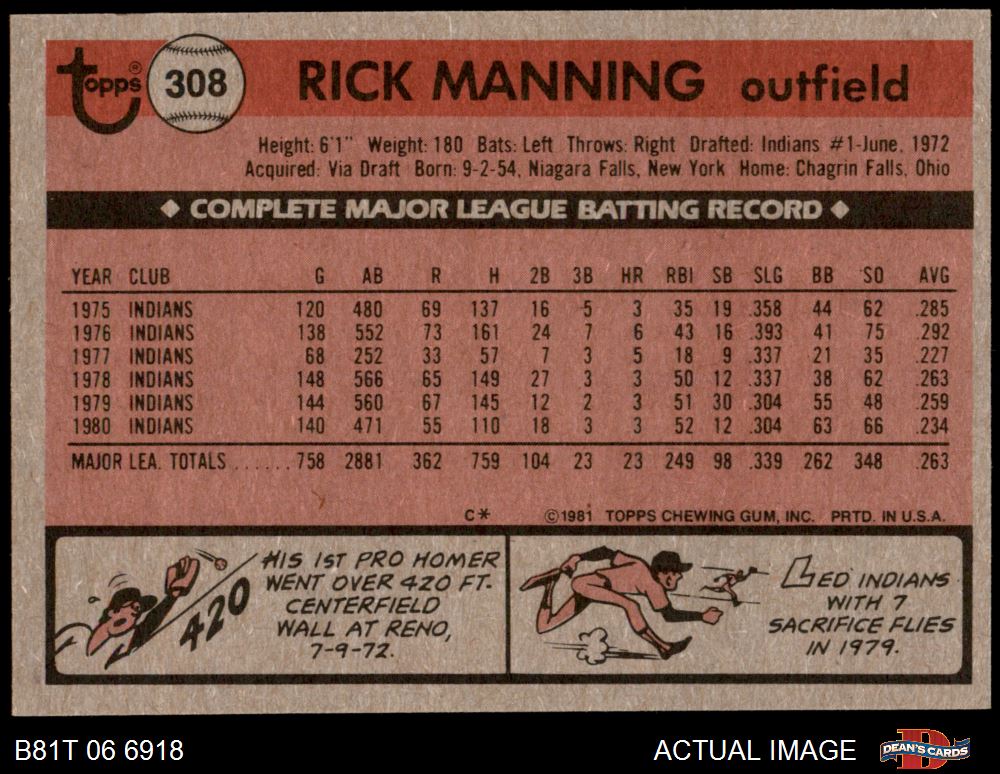 topps® 308 RICK MANNING outfield
Height: 6'1" Weight: 180 Bats: Left Throws: Right Drafted: Indians #1-June, 1972
Acquired: Via Draft Born: 9-2-54, Niagara Falls, New York Home: Chagrin Falls, Ohio
◆ COMPLETE MAJOR LEAGUE BATTING RECORD ◆
YEAR CLUB G AB R H 2B 3B HR RBI SB SLG BB SO AVG
1975 INDIANS 120 480 69 137 16 5 3 35 19 .358 44 62 .285
1976 INDIANS 138 552 73 161 24 7 6 43 16 .393 41 75 .292
1977 INDIANS 68 252 33 57 7 3 5 18 9 .337 21 35 .227
1978 INDIANS 148 566 65 149 27 3 3 50 12 .337 38 62 .263
1979 INDIANS 144 560 67 145 12 2 3 51 30 .304 55 48 .259
1980 INDIANS 140 471 55 110 18 3 3 52 12 .304 63 66 .234
MAJOR LEA. TOTALS ...... 758 2881 362 759 104 23 23 249 98 .339 262 348 .263
C* ©1981 TOPPS CHEWING GUM, INC. PRTD. IN U.S.A.
420
HIS 1ST PRO HOMER
WENT OVER 420 FT.
CENTERFIELD
WALL AT RENO,
7-9-72.
LED INDIANS
WITH 7
SACRIFICE FLIES
IN 1979.
B81T 06 6918 ACTUAL IMAGE DEAN'S CARDS